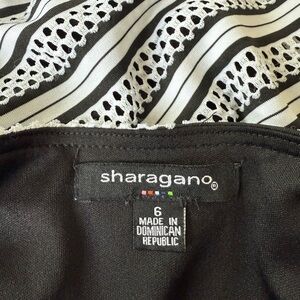 sharagano®
6
MADE IN
DOMINICAN
REPUBLIC